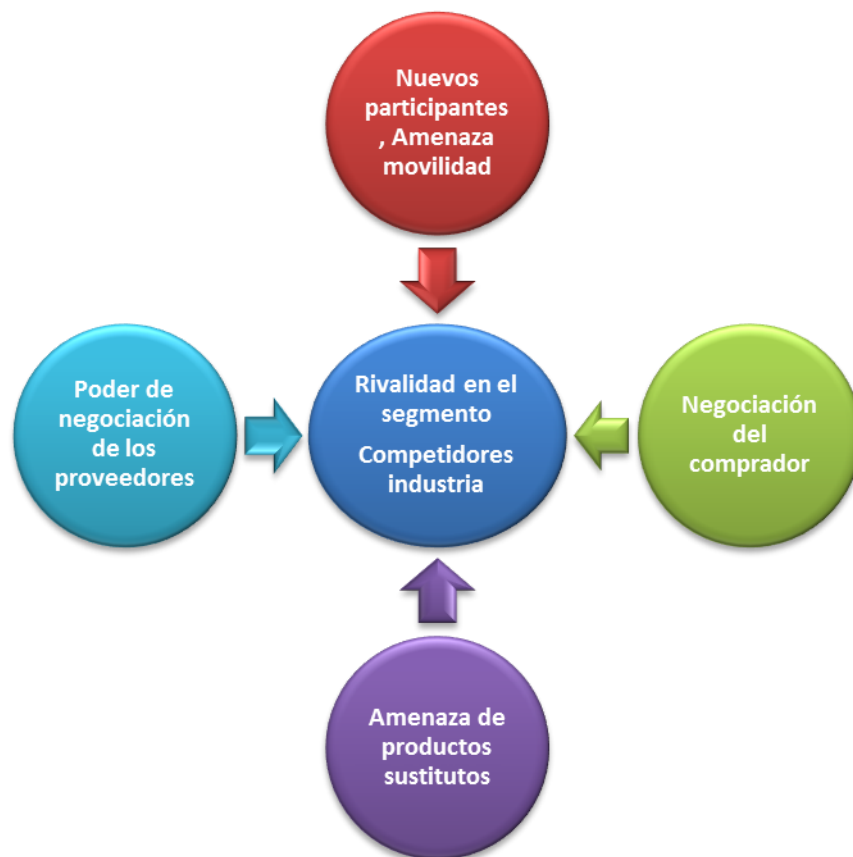 Nuevos
participantes
, Amenaza
movilidad
Poder de
negociación
de los
proveedores
Rivalidad en el
segmento
Competidores
industria
Negociación
del
comprador
Amenaza de
productos
sustitutos